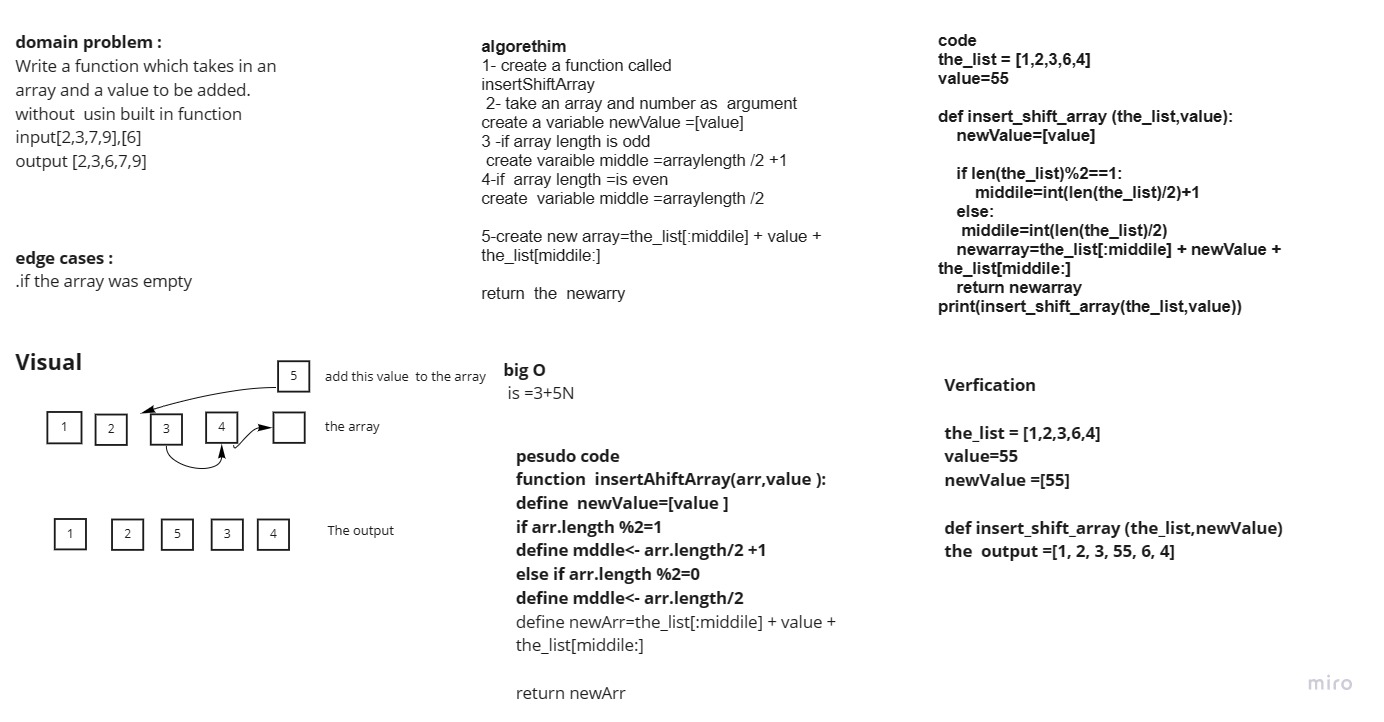 domain problem :
Write a function which takes in an
array and a value to be added.
without  usin built in function
input[2,3,7,9],[6]
output [2,3,6,7,9]
edge cases :
.if the array was empty
algorethim
1- create a function called
insertShiftArray
2- take an array and number as  argument
create a variable newValue =[value]
3 -if array length is odd
create varaible middle =arraylength /2 +1
4-if  array length =is even
create  variable middle =arraylength /2
5-create new array=the_list[:middile] + value +
the_list[middile:]
return  the  newarry
code
the_list = [1,2,3,6,4]
value=55
def insert_shift_array (the_list,value):
newValue=[value]
if len(the_list)%2==1:
middile=int(len(the_list)/2)+1
else:
middile=int(len(the_list)/2)
newarray=the_list[:middile] + newValue +
the_list[middile:]
return newarray
print(insert_shift_array(the_list,value))
Visual
5 add this value  to the array
1 2 3 4 the array
1 2 5 3 4 The output
big O
is =3+5N
pesudo code
function  insertAhiftArray(arr,value ):
define  newValue=[value ]
if arr.length %2=1
define mddle<- arr.length/2 +1
else if arr.length %2=0
define mddle<- arr.length/2
define newArr=the_list[:middile] + value +
the_list[middile:]
return newArr
Verfication
the_list = [1,2,3,6,4]
value=55
newValue =[55]
def insert_shift_array (the_list,newValue)
the  output =[1, 2, 3, 55, 6, 4]
miro